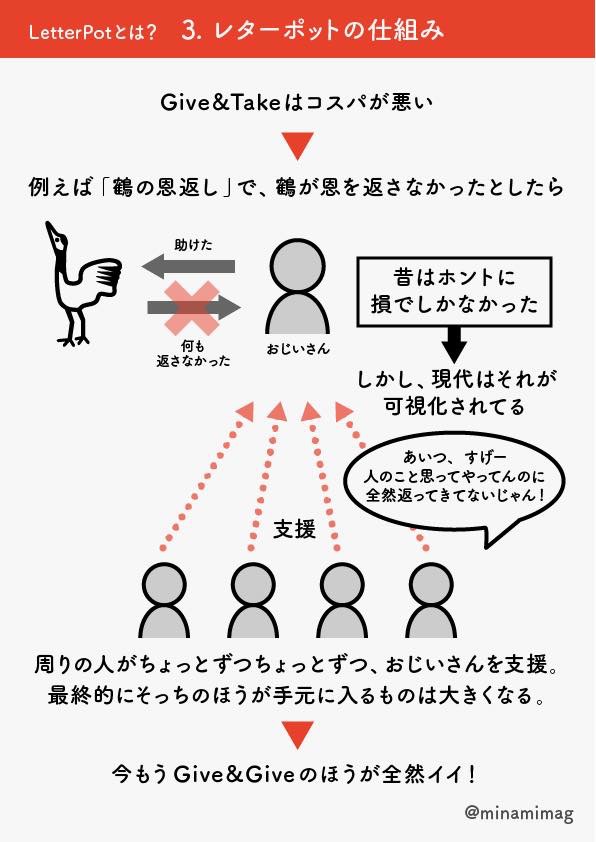 LetterPotとは？ 3. レターポットの仕組み
Give&Takeはコスパが悪い
例えば「鶴の恩返し」で、鶴が恩を返さなかったとしたら
助けた
何も
返さなかった
おじいさん
昔はホントに
損でしかなかった
しかし、現代はそれが
可視化されてる
あいつ、すげー
人のこと思ってやってんのに
全然返ってきてないじゃん！
支援
周りの人がちょっとずつちょっとずつ、おじいさんを支援。
最終的にそっちのほうが手元に入るものは大きくなる。
今もうGive&Giveのほうが全然イイ！
@minamimag